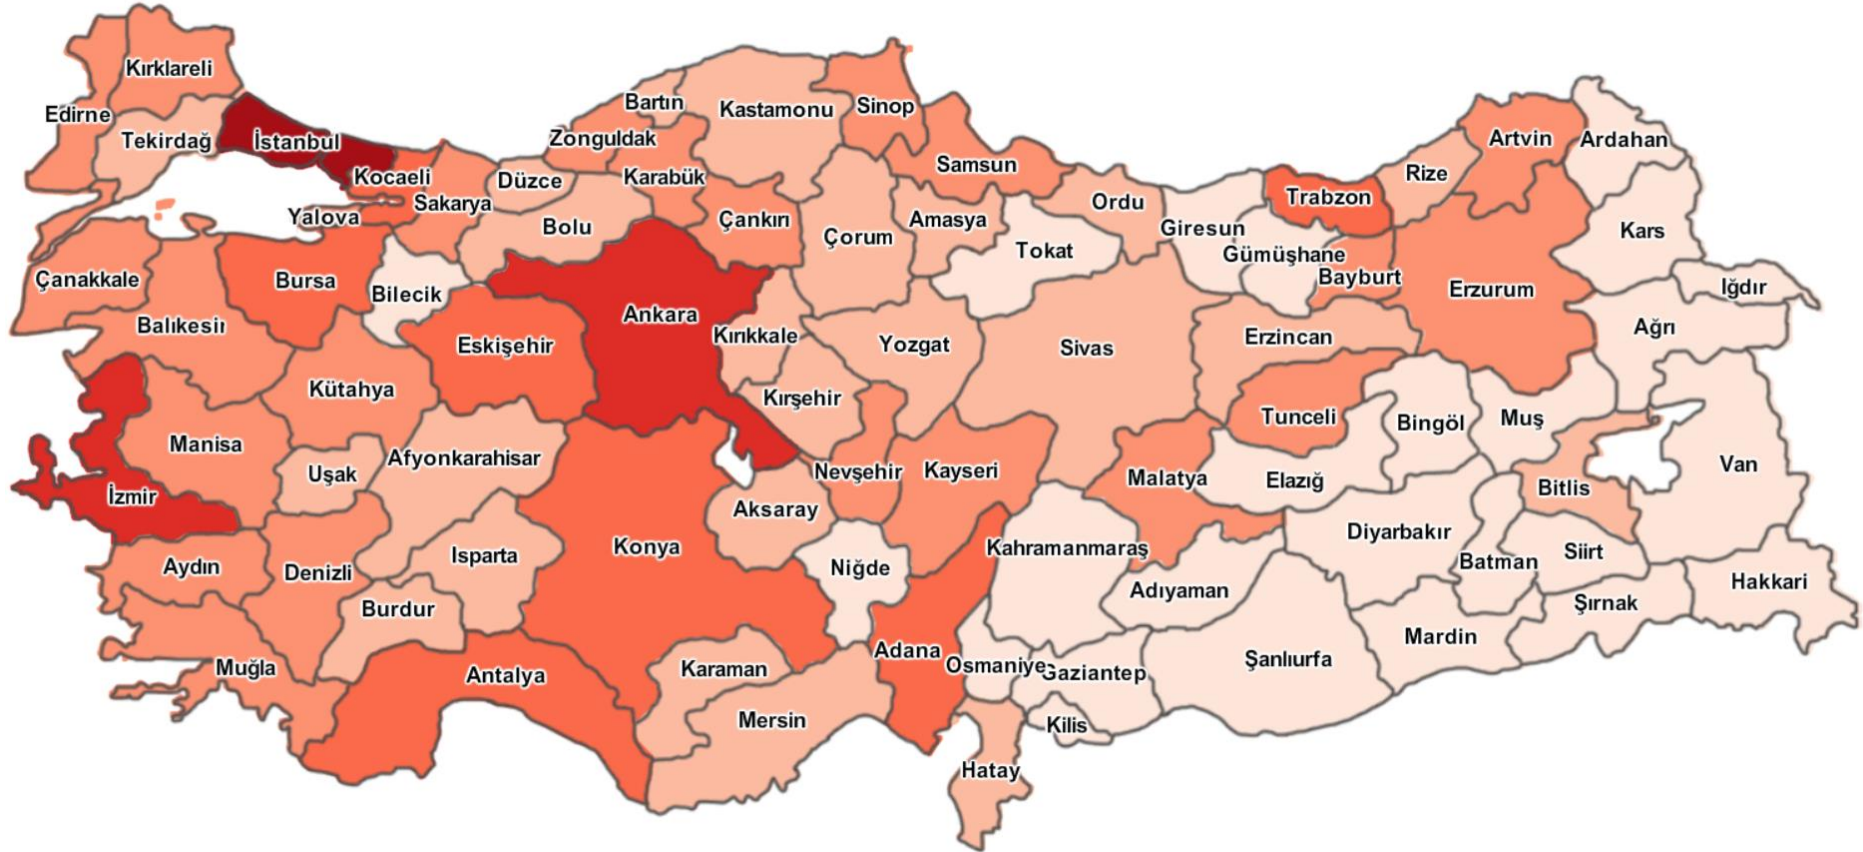 Kırklareli
Edirne
Tekirdağ
İstanbul
Kocaeli
Yalova
Sakarya
Düzce
Zonguldak
Bartın
Karabük
Kastamonu
Sinop
Samsun
Bolu
Çankırı
Çorum
Amasya
Ordu
Tokat
Giresun
Gümüşhane
Trabzon
Rize
Artvin
Ardahan
Bayburt
Kars
Erzurum
Iğdır
Ağrı
Çanakkale
Balıkesir
Bursa
Bilecik
Eskişehir
Ankara
Kırıkkale
Yozgat
Sivas
Erzincan
Kütahya
Kırşehir
Tunceli
Bingöl
Muş
Manisa
Uşak
Afyonkarahisar
Nevşehir
Kayseri
Malatya
Elazığ
Bitlis
Van
İzmir
Aksaray
Diyarbakır
Aydın
Denizli
Isparta
Konya
Niğde
Kahramanmaraş
Adıyaman
Batman
Siirt
Hakkari
Şırnak
Burdur
Mardin
Muğla
Antalya
Karaman
Adana
Osmaniye
Gaziantep
Şanlıurfa
Mersin
Kilis
Hatay